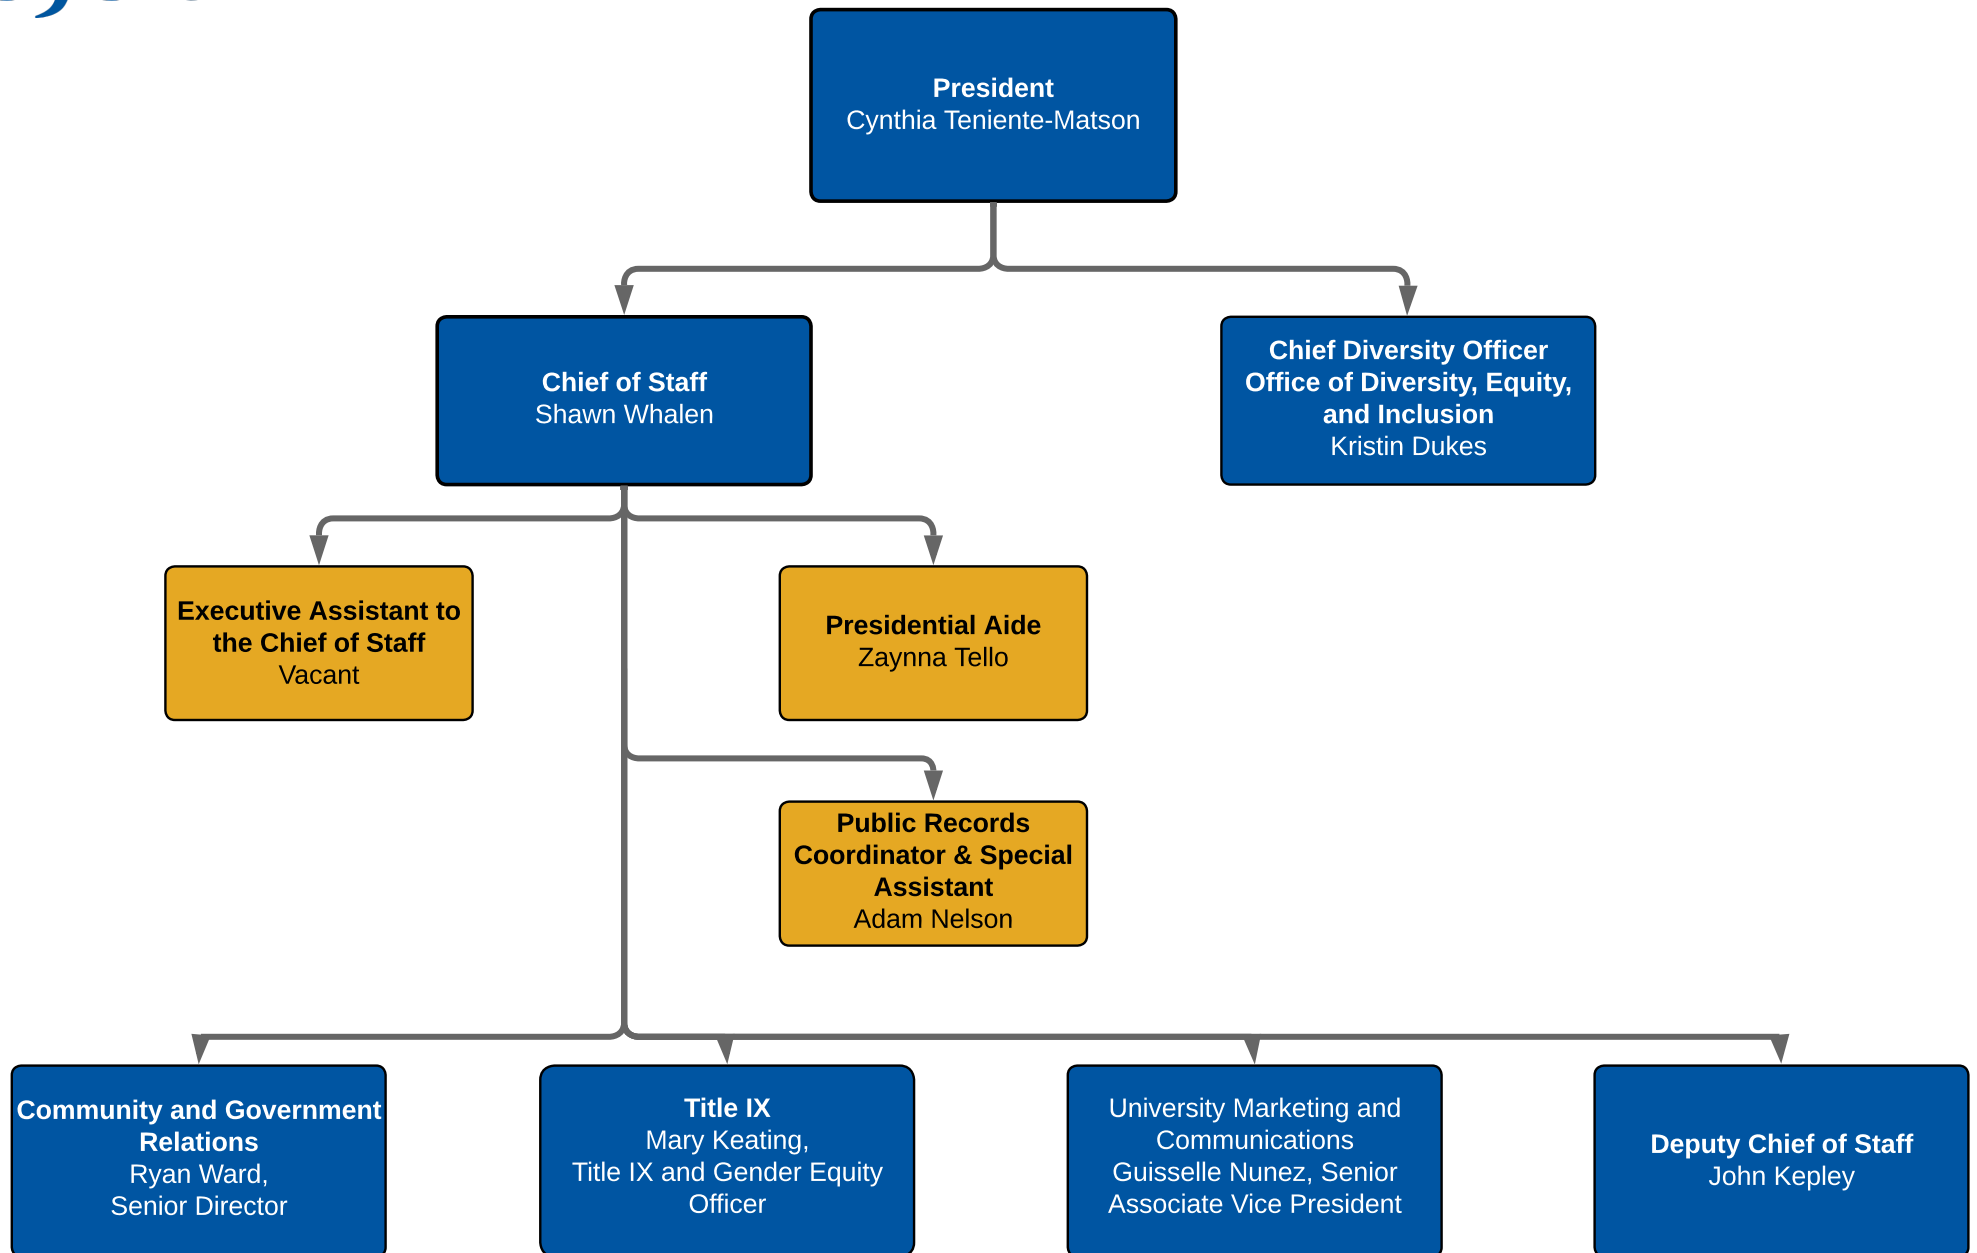 President
Cynthia Teniente-Matson
Chief of Staff
Shawn Whalen
Chief Diversity Officer
Office of Diversity, Equity,
and Inclusion
Kristin Dukes
Executive Assistant to
the Chief of Staff
Vacant
Presidential Aide
Zaynna Tello
Public Records
Coordinator & Special
Assistant
Adam Nelson
Community and Government
Relations
Ryan Ward,
Senior Director
Title IX
Mary Keating,
Title IX and Gender Equity
Officer
University Marketing and
Communications
Guisselle Nunez, Senior
Associate Vice President
Deputy Chief of Staff
John Kepley